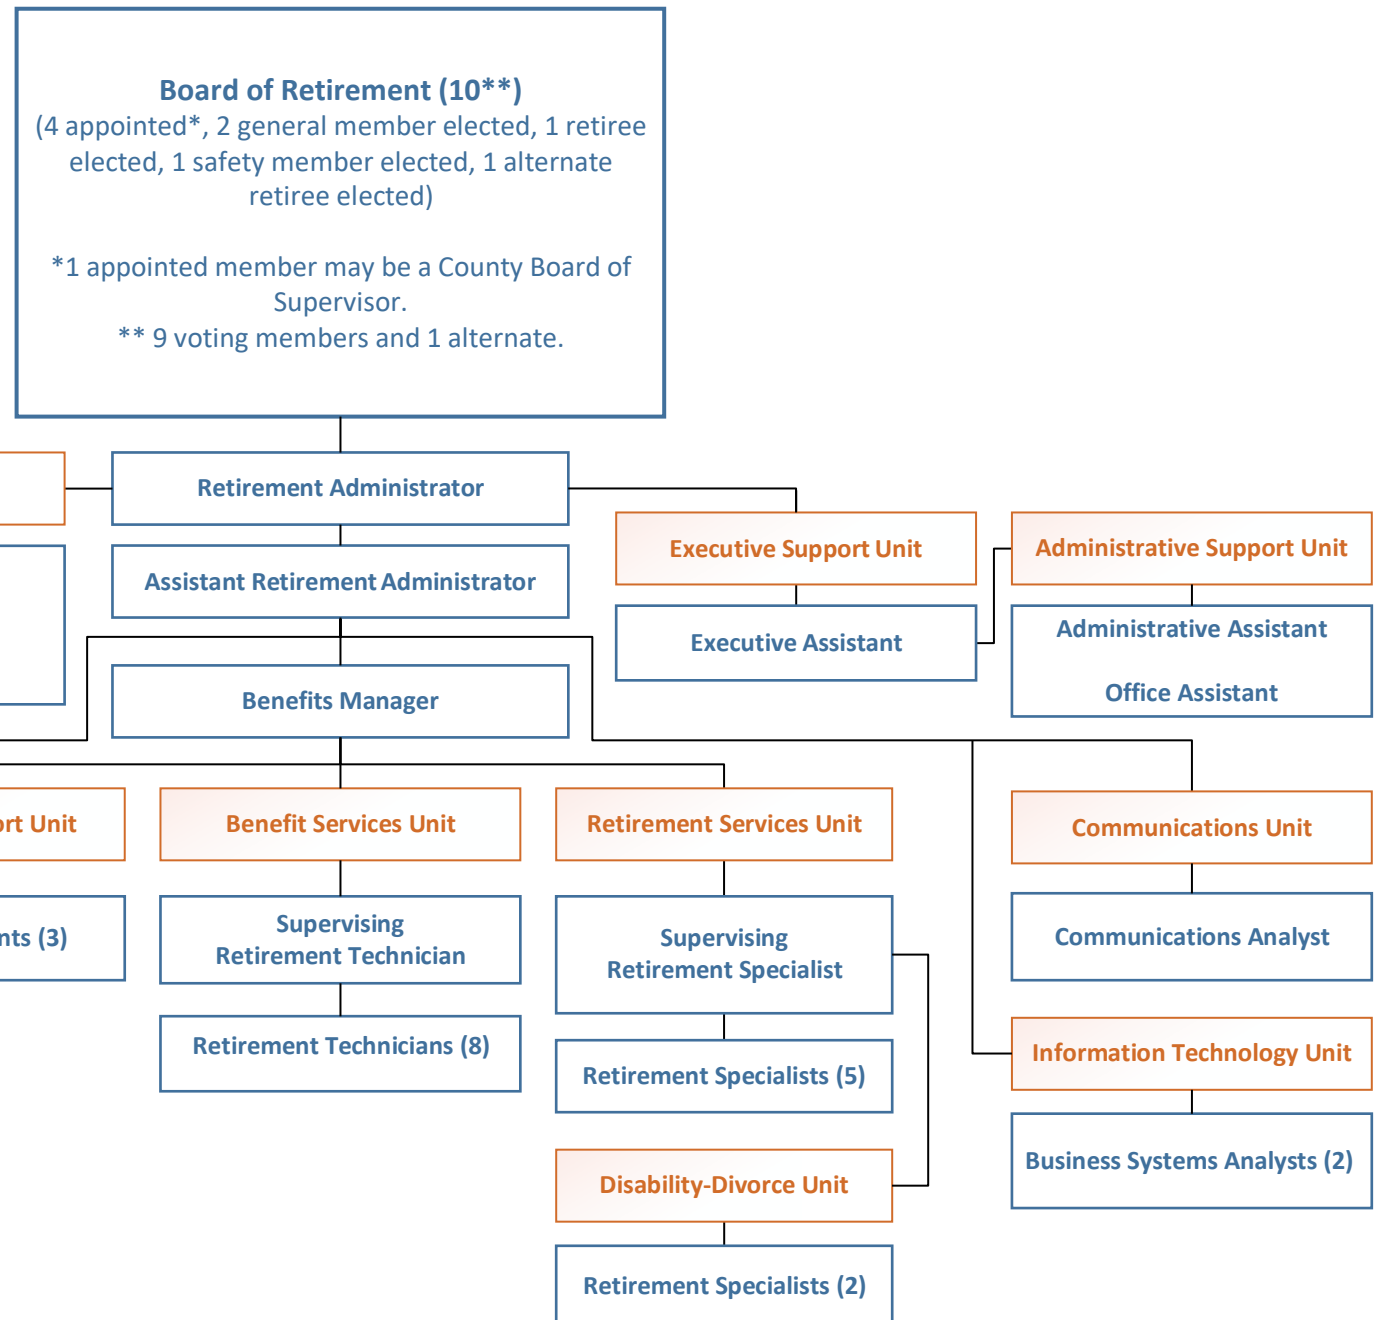 Board of Retirement (10**)
(4 appointed*, 2 general member elected, 1 retiree
elected, 1 safety member elected, 1 alternate
retiree elected)
*1 appointed member may be a County Board of
Supervisor.
** 9 voting members and 1 alternate.
Retirement Administrator
Assistant Retirement Administrator
Executive Support Unit
Executive Assistant
Administrative Support Unit
Administrative Assistant
Office Assistant
Benefits Manager
Unit
(3)
Benefit Services Unit
Supervising
Retirement Technician
Retirement Technicians (8)
Retirement Services Unit
Supervising
Retirement Specialist
Retirement Specialists (5)
Disability-Divorce Unit
Retirement Specialists (2)
Communications Unit
Communications Analyst
Information Technology Unit
Business Systems Analysts (2)